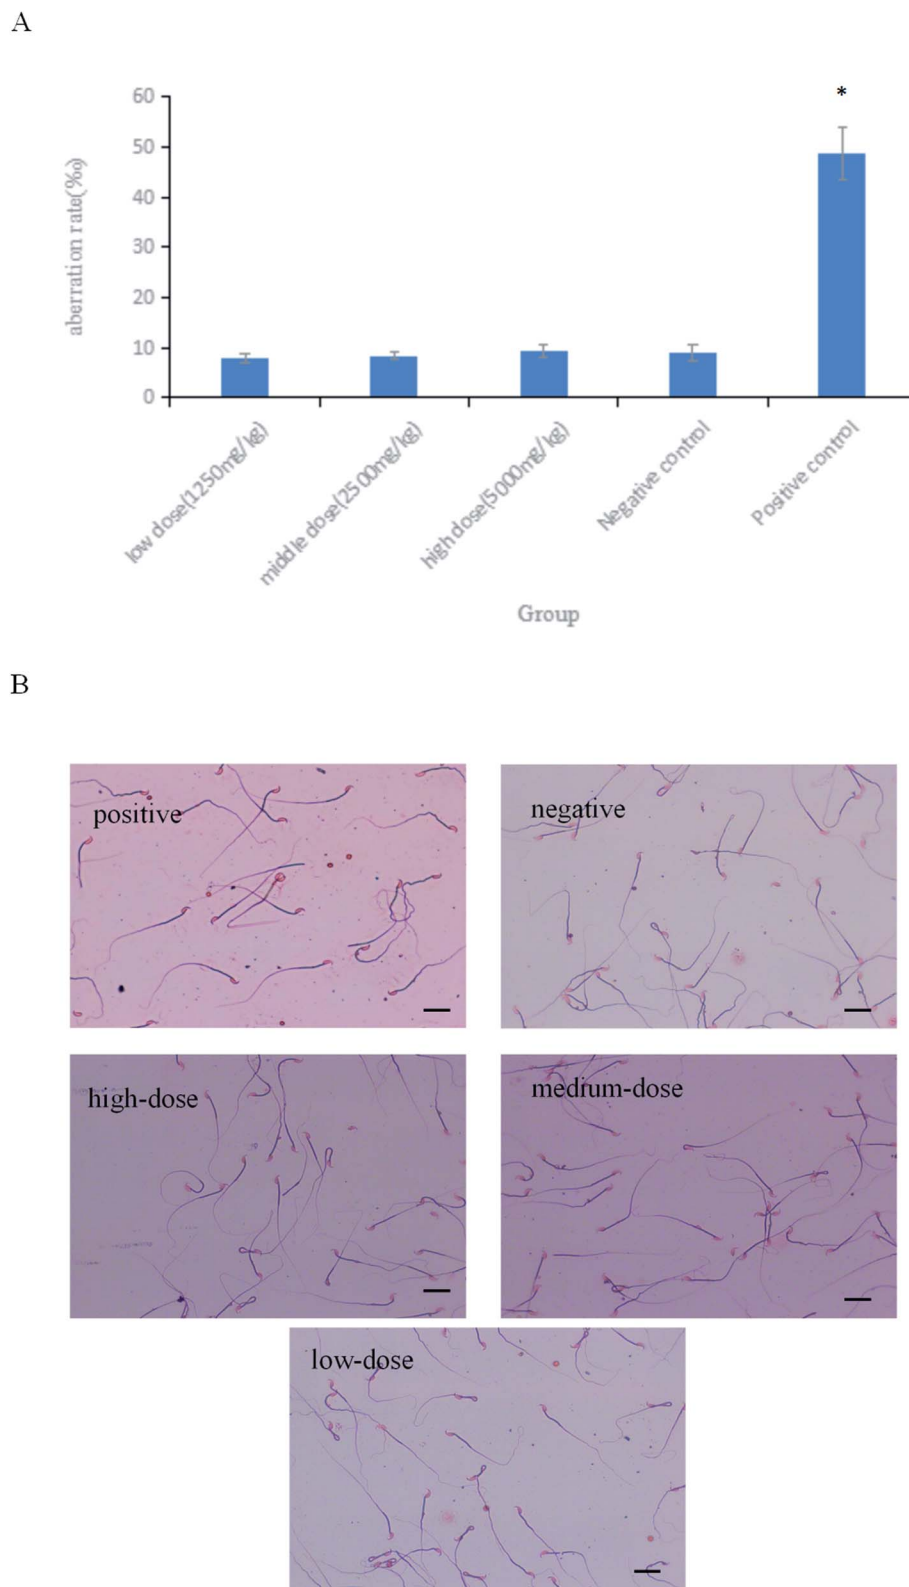 A
*
60
50
40
30
20
10
0
aberration rate(‰)
low dose(1250mg/kg)
middle dose(2500mg/kg)
high dose(5000mg/kg)
Negative control
Positive control
Group
B
positive
negative
high-dose
medium-dose
low-dose